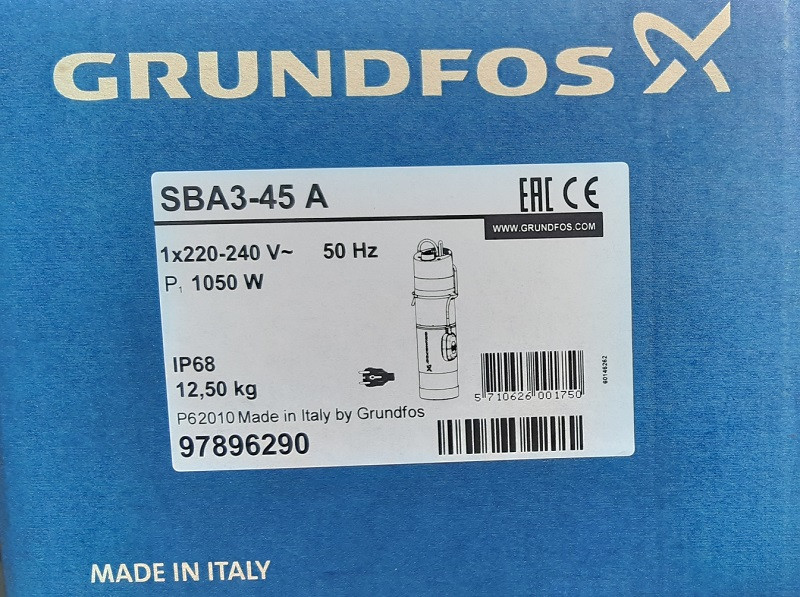 GRUNDFOS
SBA3-45 A
EAC CE
WWW.GRUNDFOS.COM
1x220-240 V~ 50 Hz
P₁ 1050 W
IP68
12,50 kg
5 710626 001750
90146262
P62010 Made in Italy by Grundfos
97896290
MADE IN ITALY